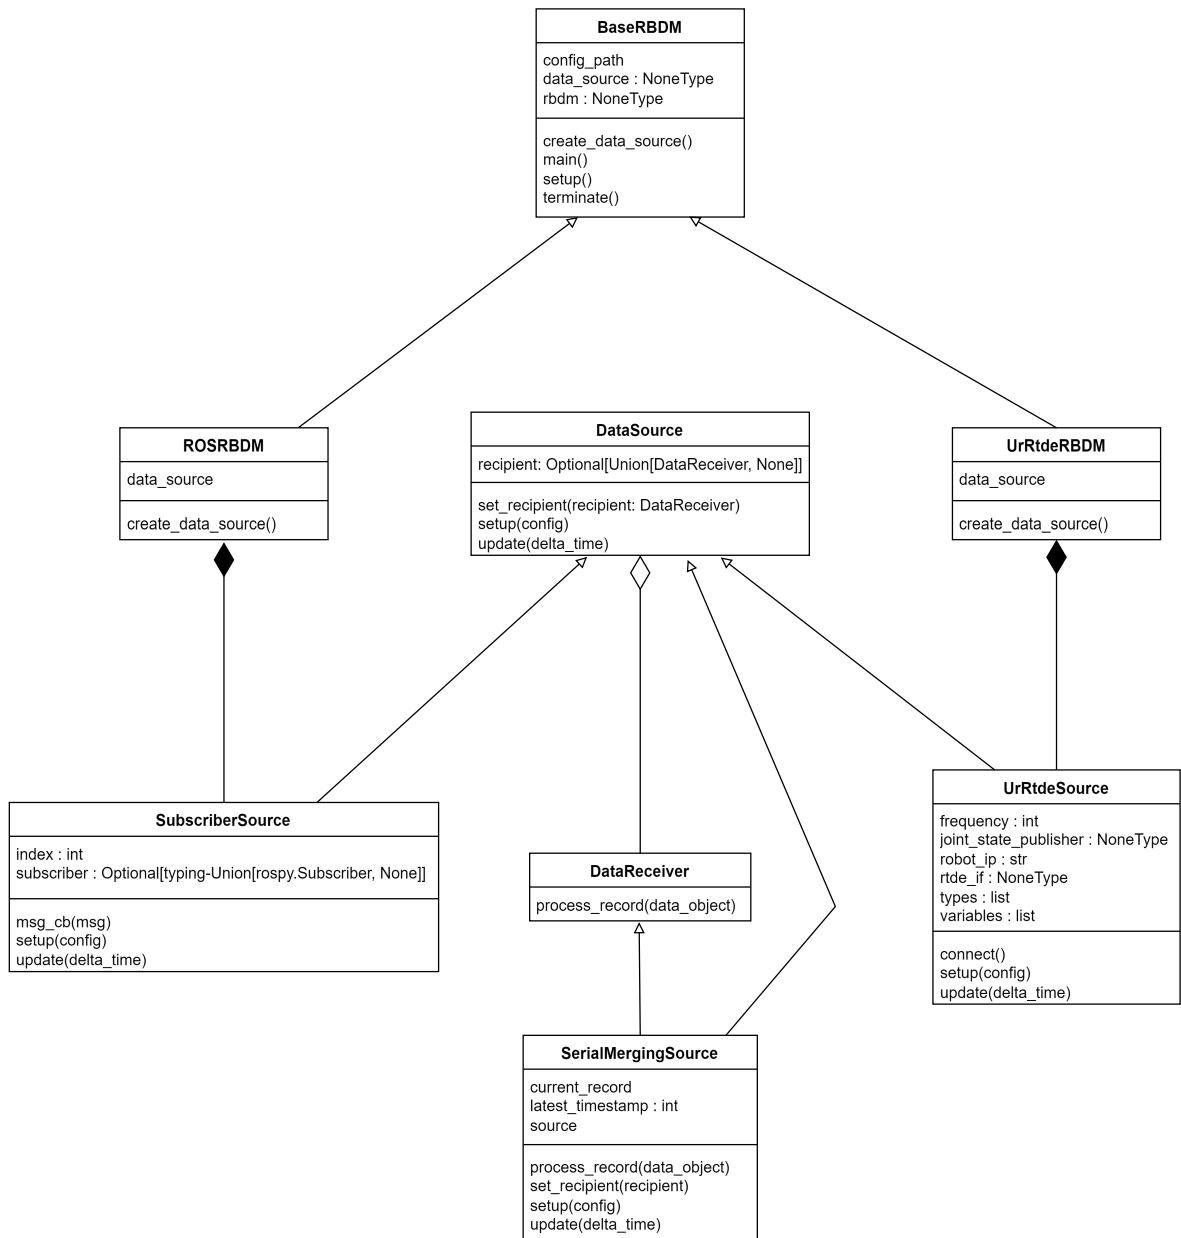 BaseRBDM
config_path
data_source : NoneType
rbdm : NoneType
create_data_source()
main()
setup()
terminate()
ROSRBDM
data_source
create_data_source()
DataSource
recipient: Optional[Union[DataReceiver, None]]
set_recipient(recipient: DataReceiver)
setup(config)
update(delta_time)
UrRtdeRBDM
data_source
create_data_source()
SubscriberSource
index : int
subscriber : Optional[typing-Union[rospy.Subscriber, None]]
msg_cb(msg)
setup(config)
update(delta_time)
DataReceiver
process_record(data_object)
UrRtdeSource
frequency : int
joint_state_publisher : NoneType
robot_ip : str
rtde_if : NoneType
types : list
variables : list
connect()
setup(config)
update(delta_time)
SerialMergingSource
current_record
latest_timestamp : int
source
process_record(data_object)
set_recipient(recipient)
setup(config)
update(delta_time)